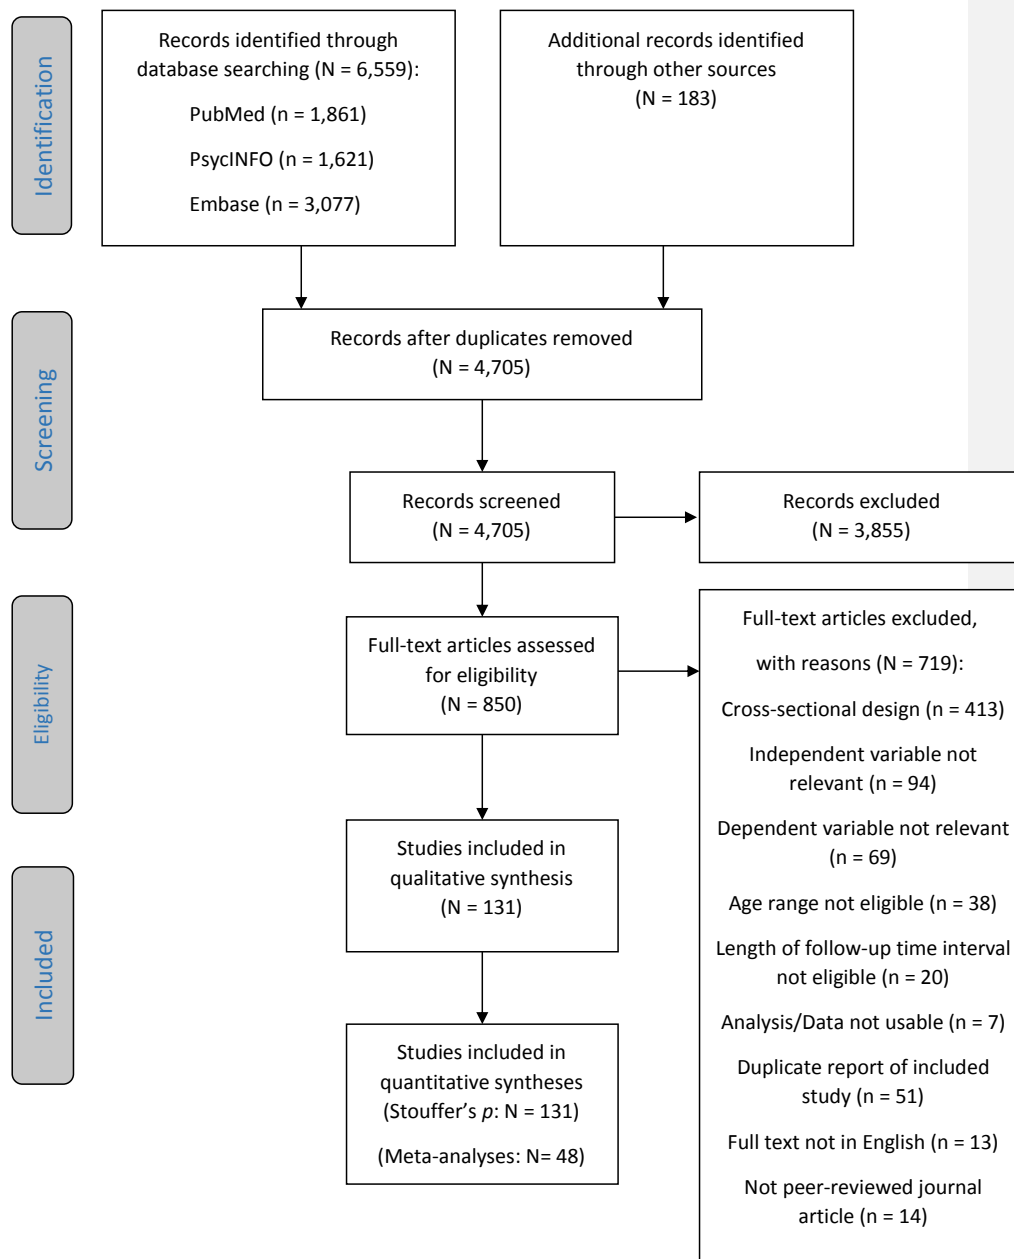 Identification
Records identified through
database searching (N = 6,559):
PubMed (n = 1,861)
PsycINFO (n = 1,621)
Embase (n = 3,077)
Additional records identified
through other sources
(N = 183)
Screening
Records after duplicates removed
(N = 4,705)
Records screened
(N = 4,705)
Records excluded
(N = 3,855)
Eligibility
Full-text articles assessed
for eligibility
(N = 850)
Full-text articles excluded,
with reasons (N = 719):
Cross-sectional design (n = 413)
Independent variable not
relevant (n = 94)
Dependent variable not relevant
(n = 69)
Age range not eligible (n = 38)
Length of follow-up time interval
not eligible (n = 20)
Analysis/Data not usable (n = 7)
Duplicate report of included
study (n = 51)
Full text not in English (n = 13)
Not peer-reviewed journal
article (n = 14)
Included
Studies included in
qualitative synthesis
(N = 131)
Studies included in
quantitative syntheses
(Stouffer’s p: N = 131)
(Meta-analyses: N= 48)